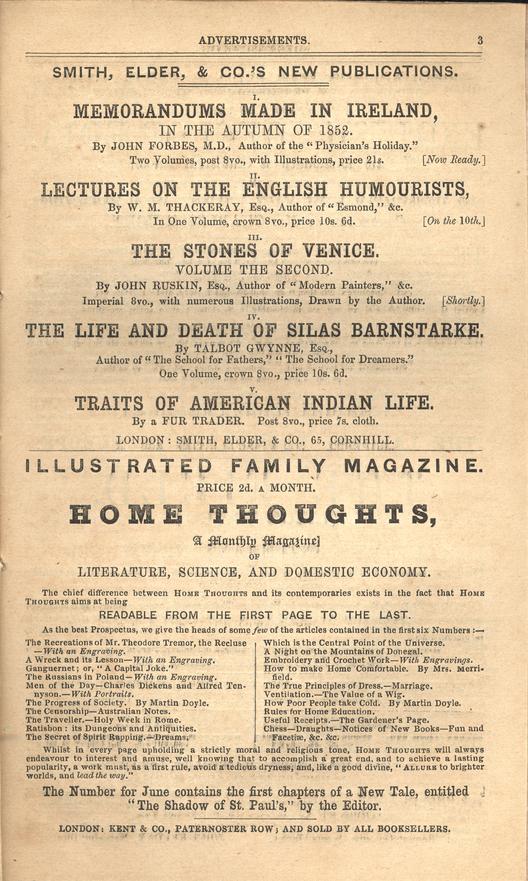 ADVERTISEMENTS. 3
SMITH, ELDER, & CO.'S NEW PUBLICATIONS.
I.
MEMORANDUMS MADE IN IRELAND,
IN THE AUTUMN OF 1852.
By JOHN FORBES, M.D., Author of the "Physician's Holiday."
Two Volumes, post 8vo., with Illustrations, price 21s. [Now Ready.]
II.
LECTURES ON THE ENGLISH HUMOURISTS,
By W. M. THACKERAY, Esq., Author of "Esmond," &c.
In One Volume, crown 8vo., price 10s. 6d. [On the 10th.]
III.
THE STONES OF VENICE.
VOLUME THE SECOND.
By JOHN RUSKIN, Esq., Author of "Modern Painters," &c.
Imperial 8vo., with numerous Illustrations, Drawn by the Author. [Shortly.]
IV.
THE LIFE AND DEATH OF SILAS BARNSTARKE.
By TALBOT GWYNNE, Esq.,
Author of "The School for Fathers," "The School for Dreamers."
One Volume, crown 8vo., price 10s. 6d.
V.
TRAITS OF AMERICAN INDIAN LIFE.
By a FUR TRADER. Post 8vo., price 7s. cloth.
LONDON: SMITH, ELDER, & CO., 65, CORNHILL.
ILLUSTRATED FAMILY MAGAZINE.
PRICE 2d. A MONTH.
HOME THOUGHTS,
A Monthly Magazine]
OF
LITERATURE, SCIENCE, AND DOMESTIC ECONOMY.
The chief difference between HOME THOUGHTS and its contemporaries exists in the fact that HOME
THOUGHTS aims at being
READABLE FROM THE FIRST PAGE TO THE LAST.
As the best Prospectus, we give the heads of some few of the articles contained in the first six Numbers:—
The Recreations of Mr. Theodore Tremor, the Recluse
—With an Engraving.
A Wreck and its Lesson—With an Engraving.
Ganguernet; or, "A Capital Joke."
The Russians in Poland—With an Engraving.
Men of the Day—Charles Dickens and Alfred Ten-
nyson—With Portraits.
The Progress of Society. By Martin Doyle.
The Censorship—Australian Notes.
The Traveller.—Holy Week in Rome.
Ratisbon: its Dungeons and Antiquities.
The Secret of Spirit Rapping.—Dreams.
Which is the Central Point of the Universe.
A Night on the Mountains of Donegal.
Embroidery and Crochet Work—With Engravings.
How to make Home Comfortable. By Mrs. Merri-
field.
The True Principles of Dress.—Marriage.
Ventilation.—The Value of a Wig.
How Poor People take Cold. By Martin Doyle.
Rules for Home Education.
Useful Receipts.—The Gardener's Page.
Chess—Draughts—Notices of New Books—Fun and
Facetiæ, &c. &c.
Whilst in every page upholding a strictly moral and religious tone, HOME THOUGHTS will always
endeavour to interest and amuse, well knowing that to accomplish a great end, and to achieve a lasting
popularity, a work must, as a first rule, avoid a tedious dryness, and, like a good divine, "ALLURE to brighter
worlds, and lead the way."
The Number for June contains the first chapters of a New Tale, entitled
"The Shadow of St. Paul's," by the Editor.
LONDON: KENT & CO., PATERNOSTER ROW; AND SOLD BY ALL BOOKSELLERS.